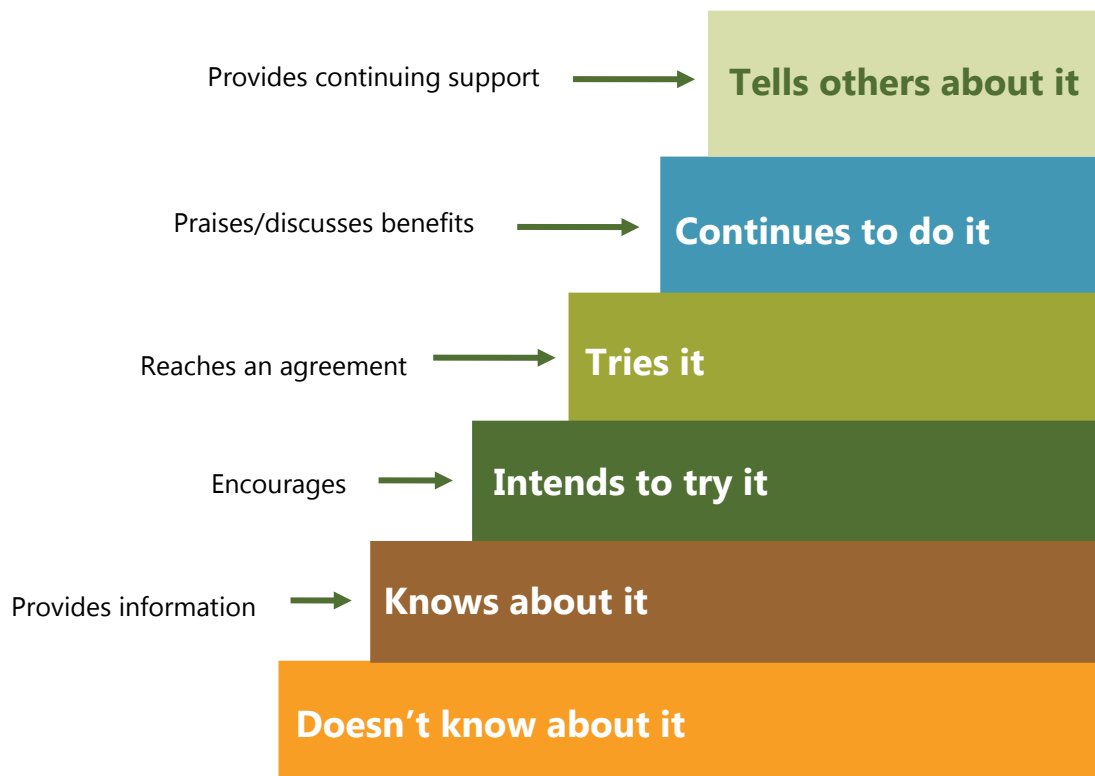 Provides continuing support
Tells others about it
Praises/discusses benefits
Continues to do it
Reaches an agreement
Tries it
Encourages
Intends to try it
Provides information
Knows about it
Doesn’t know about it